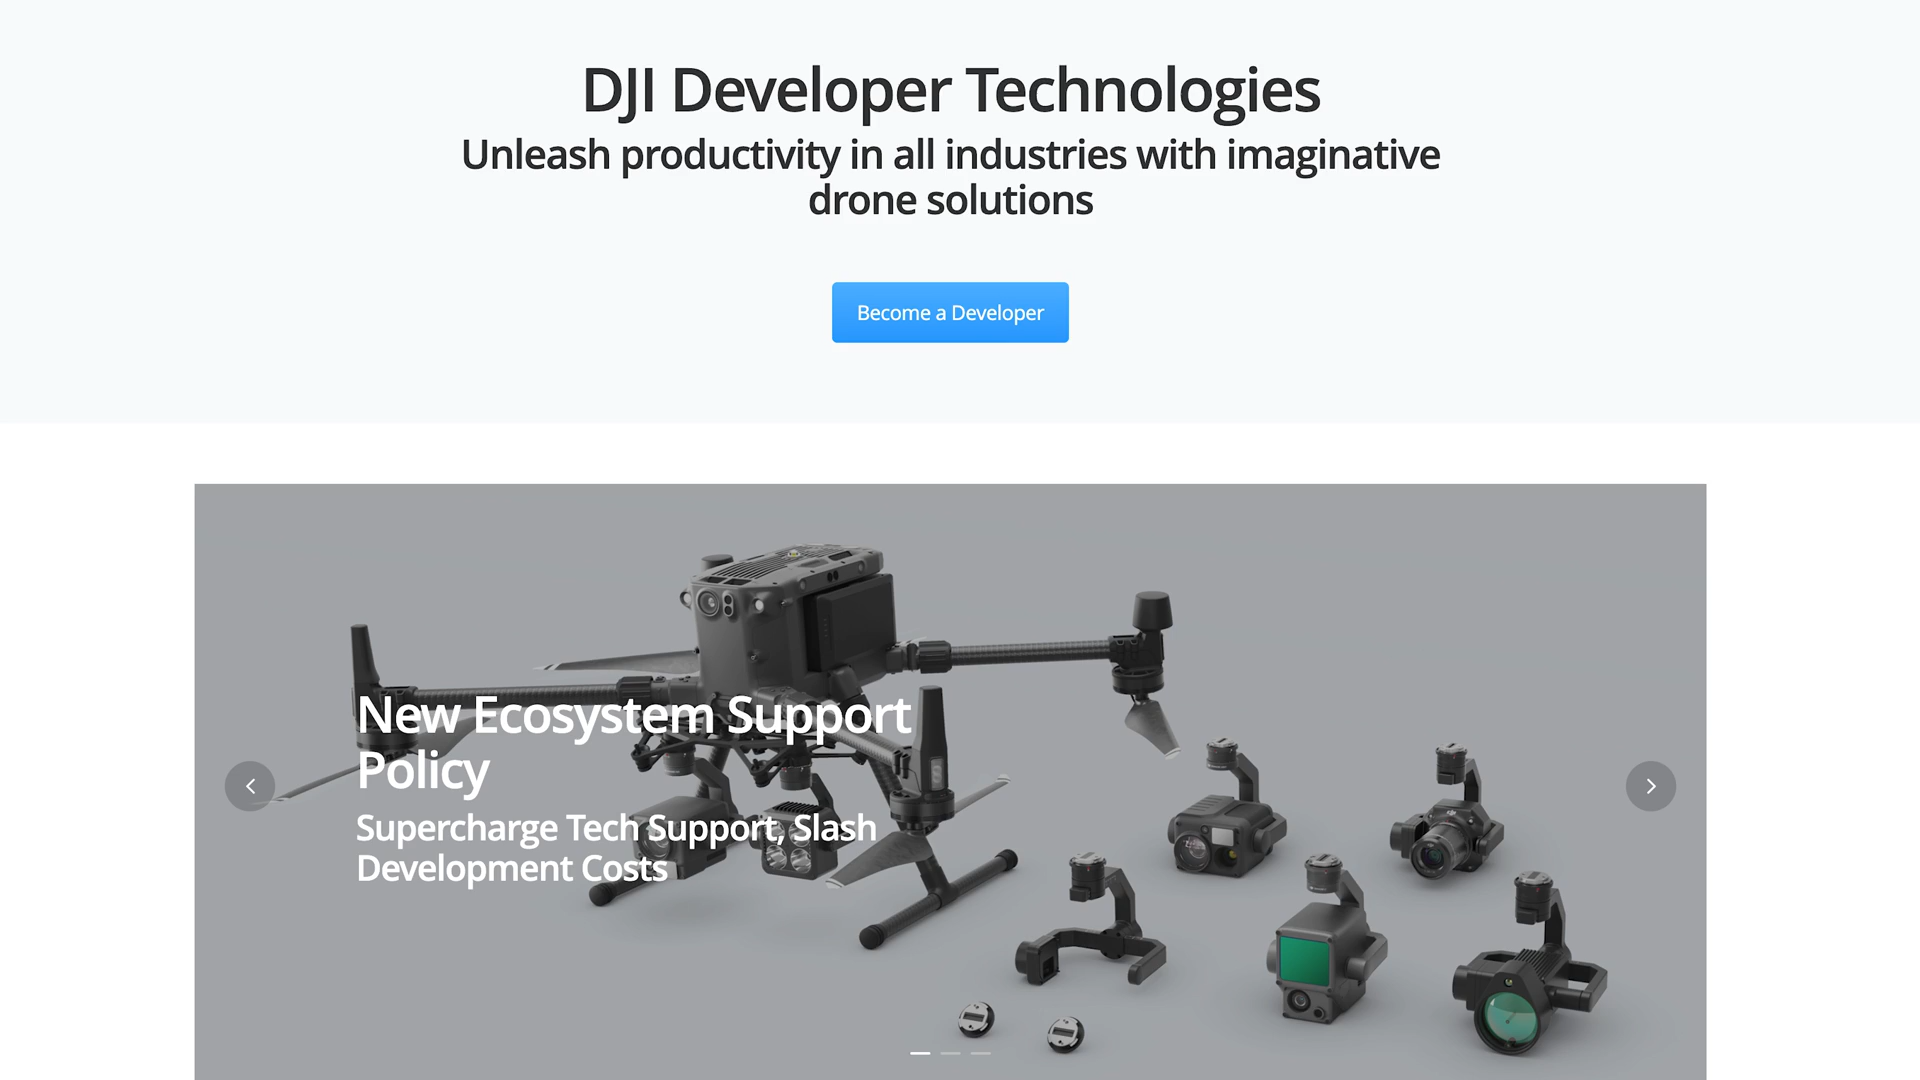 DJI Developer Technologies
Unleash productivity in all industries with imaginative
drone solutions
Become a Developer
New Ecosystem Support
Policy
Supercharge Tech Support, Slash
Development Costs